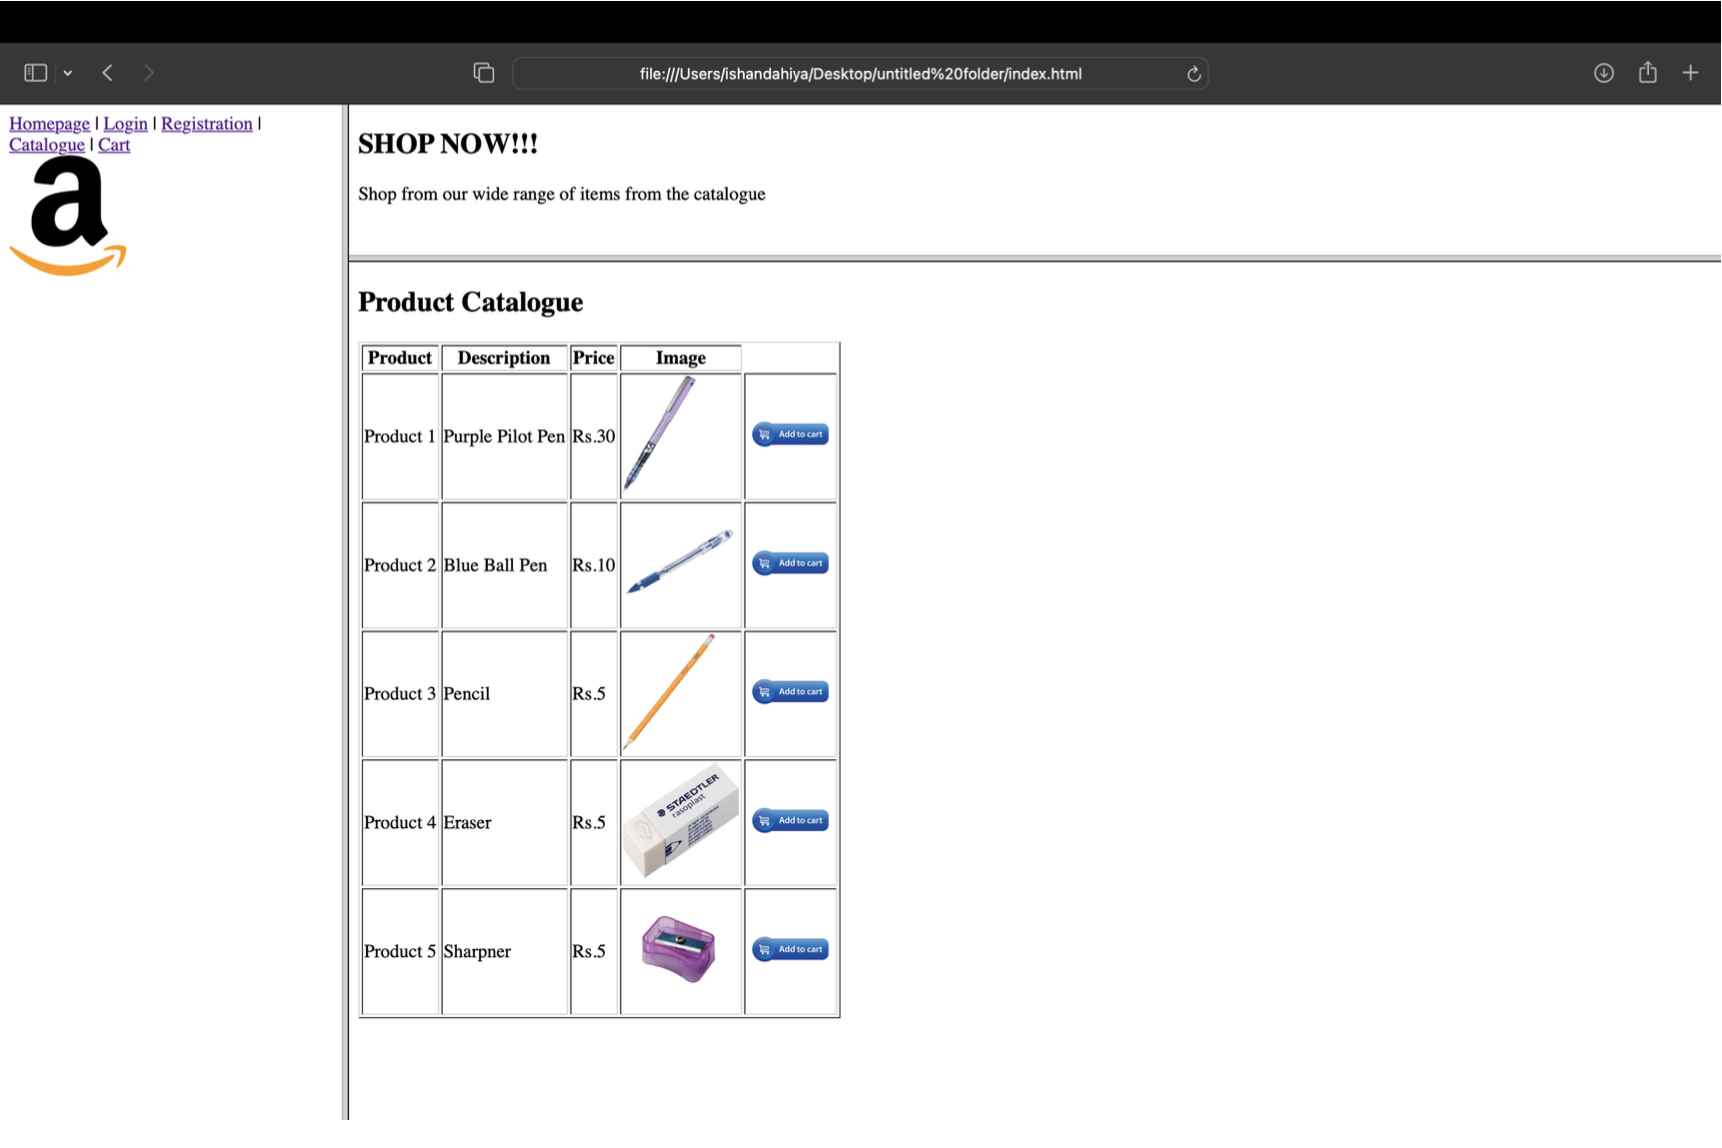 file:///Users/ishandahiya/Desktop/untitled%20folder/index.html
Homepage | Login | Registration |
Catalogue | Cart
a
SHOP NOW!!!
Shop from our wide range of items from the catalogue
Product Catalogue
Product Description Price Image
Product 1 Purple Pilot Pen Rs.30 Add to cart
Product 2 Blue Ball Pen Rs.10 Add to cart
Product 3 Pencil Rs.5 Add to cart
Product 4 Eraser Rs.5 STAEDTLER rasoplast Add to cart
Product 5 Sharpner Rs.5 Add to cart